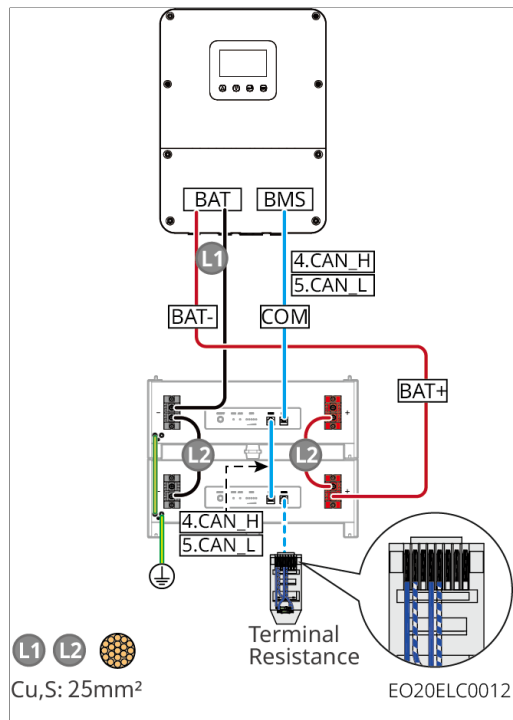 BAT
BMS
L1
4.CAN_H
5.CAN_L
BAT-
COM
BAT+
-
+
L2
L2
-
+
4.CAN_H
5.CAN_L
Terminal
Resistance
L1 L2
Cu,S: 25mm²
EO20ELC0012